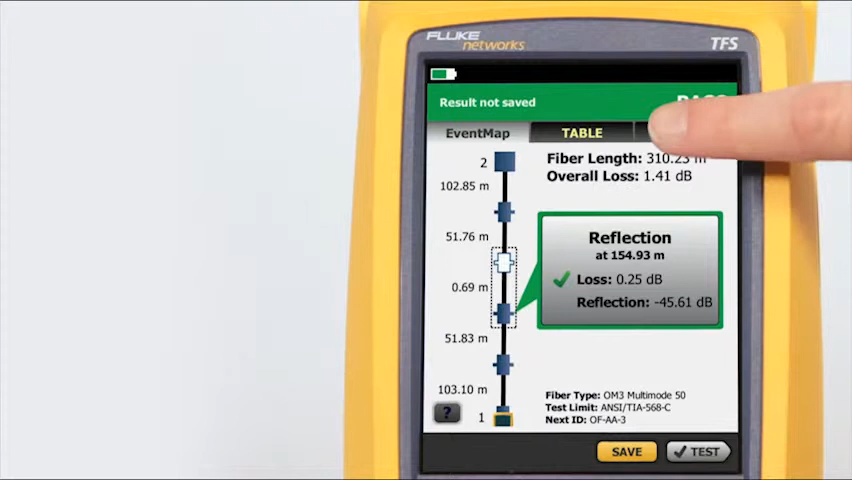 FLUKE
networks
TFS
Result not saved
EventMap
TABLE
2
Fiber Length: 310.23 m
Overall Loss: 1.41 dB
102.85 m
51.76 m
Reflection
at 154.93 m
Loss: 0.25 dB
0.69 m
Reflection: -45.61 dB
51.83 m
103.10 m
Fiber Type: OM3 Multimode 50
Test Limit: ANSI/TIA-568-C
? 1
Next ID: OF-AA-3
SAVE
TEST